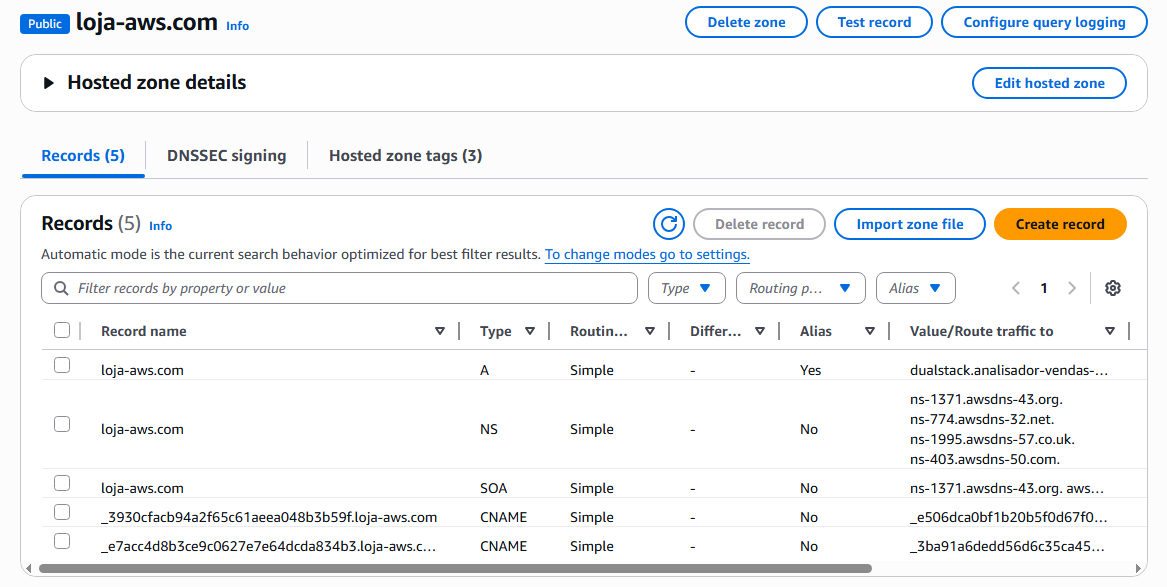 Public loja-aws.com Info Delete zone Test record Configure query logging
Hosted zone details Edit hosted zone
Records (5) DNSSEC signing Hosted zone tags (3)
Records (5) Info Delete record Import zone file Create record
Automatic mode is the current search behavior optimized for best filter results. To change modes go to settings.
Filter records by property or value Type Routing p... Alias 1
Record name Type Routin... Differ... Alias Value/Route traffic to
loja-aws.com A Simple - Yes dualstack.analisador-vendas-...
loja-aws.com NS Simple - No ns-1371.awsdns-43.org.
ns-774.awsdns-32.net.
ns-1995.awsdns-57.co.uk.
ns-403.awsdns-50.com.
loja-aws.com SOA Simple - No ns-1371.awsdns-43.org. aws...
_3930cfacb94a2f65c61aeea048b3b59f.loja-aws.com CNAME Simple - No _e506dca0bf1b20b5f0d67f0...
_e7acc4d8b3ce9c0627e7e64dcda834b3.loja-aws.c... CNAME Simple - No _3ba91a6dedd56d6c35ca45...